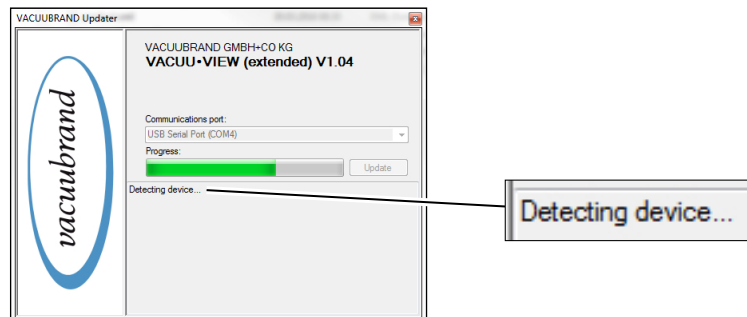 VACUUBRAND Updater
VACUUBRAND GMBH+CO KG
VACUU•VIEW (extended) V1.04
vacuubrand
Communications port:
USB Serial Port (COM4)
Progress:
Update
Detecting device...
Detecting device...